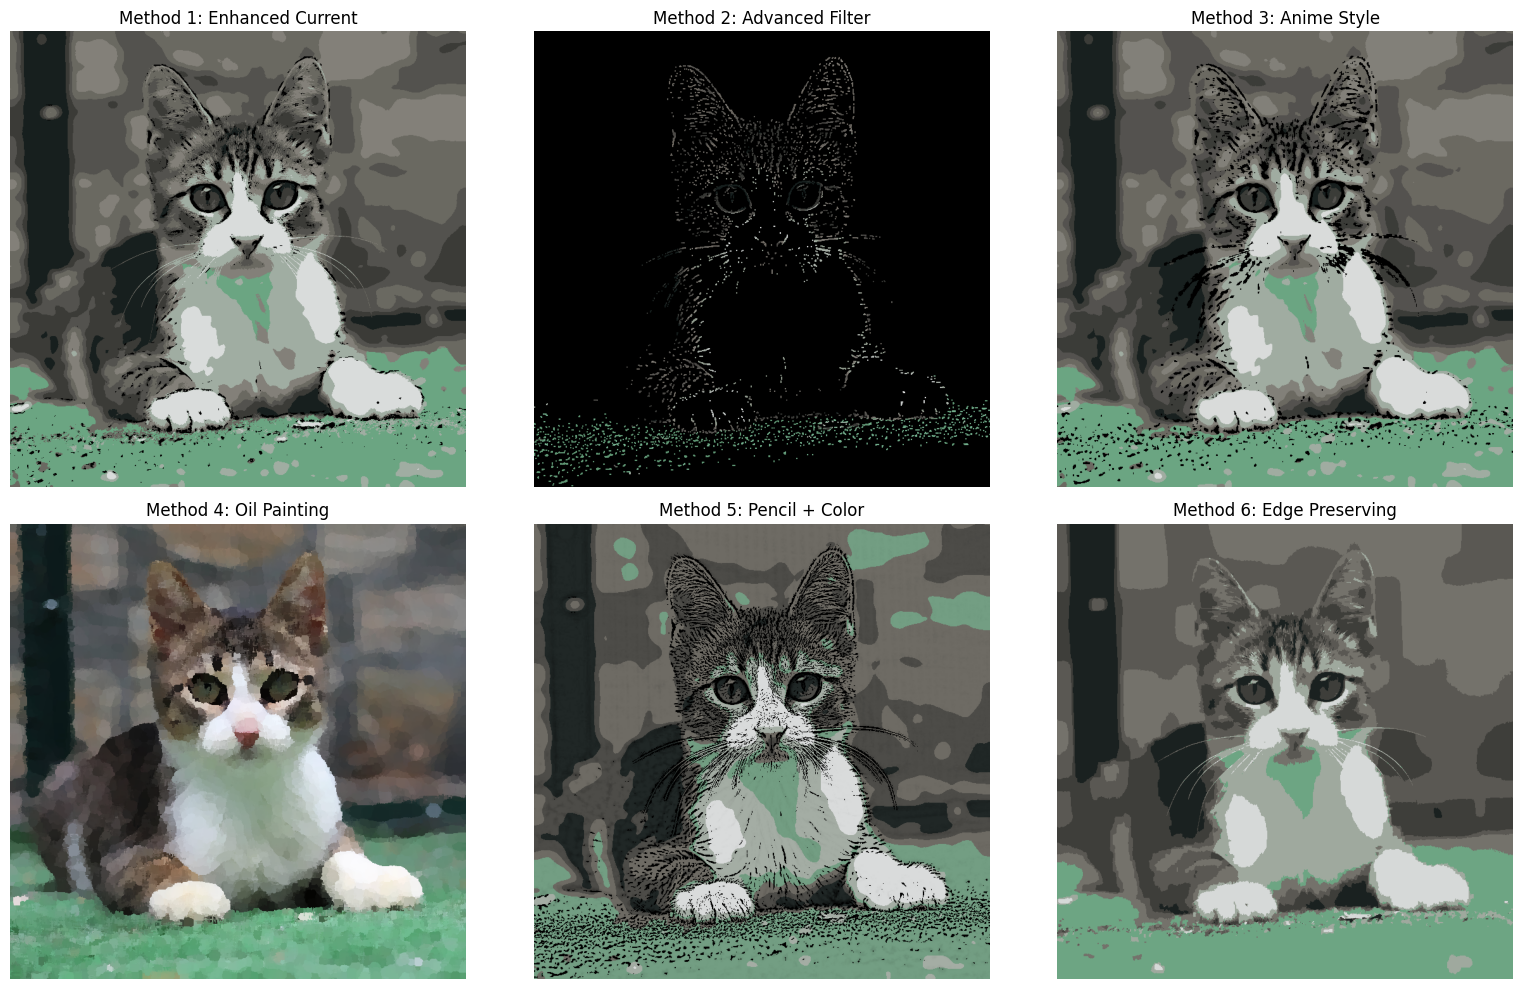 Method 1: Enhanced Current
Method 2: Advanced Filter
Method 3: Anime Style
Method 4: Oil Painting
Method 5: Pencil + Color
Method 6: Edge Preserving